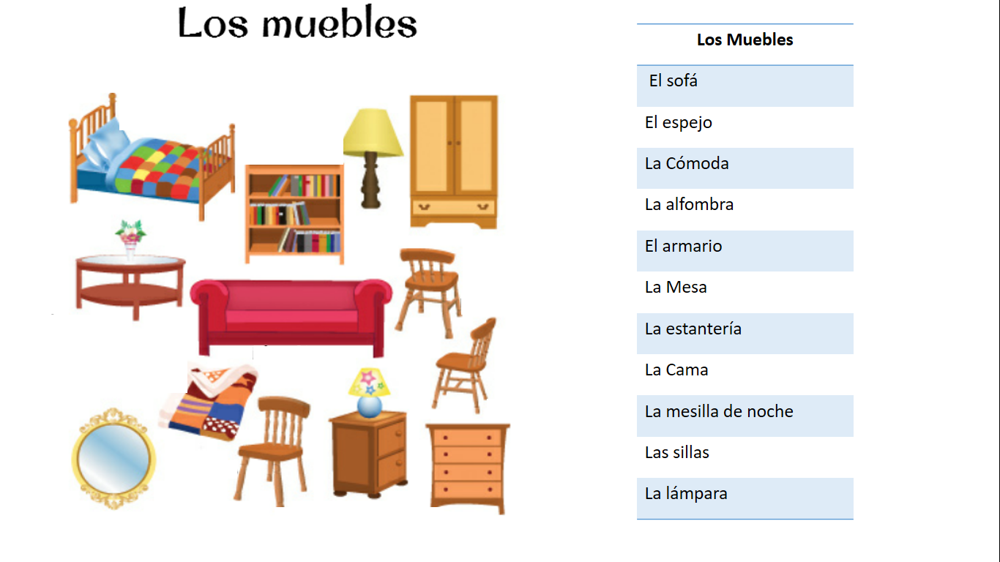 Los muebles
Los Muebles
El sofá
El espejo
La Cómoda
La alfombra
El armario
La Mesa
La estantería
La Cama
La mesilla de noche
Las sillas
La lámpara